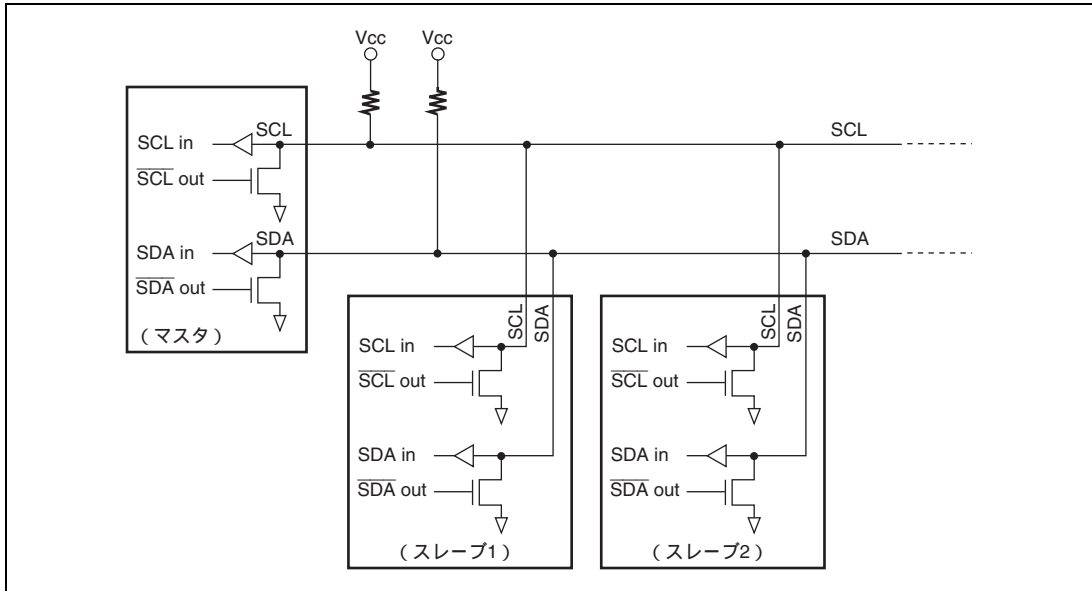 Vcc Vcc
SCL
SCL in
SCL out
SCL
SDA
SDA in
SDA out
（マスタ）
SDA
SCL
SDA
SCL in
SCL out
SDA in
SDA out
（スレーブ1）
SCL
SDA
SCL in
SCL out
SDA in
SDA out
（スレーブ2）